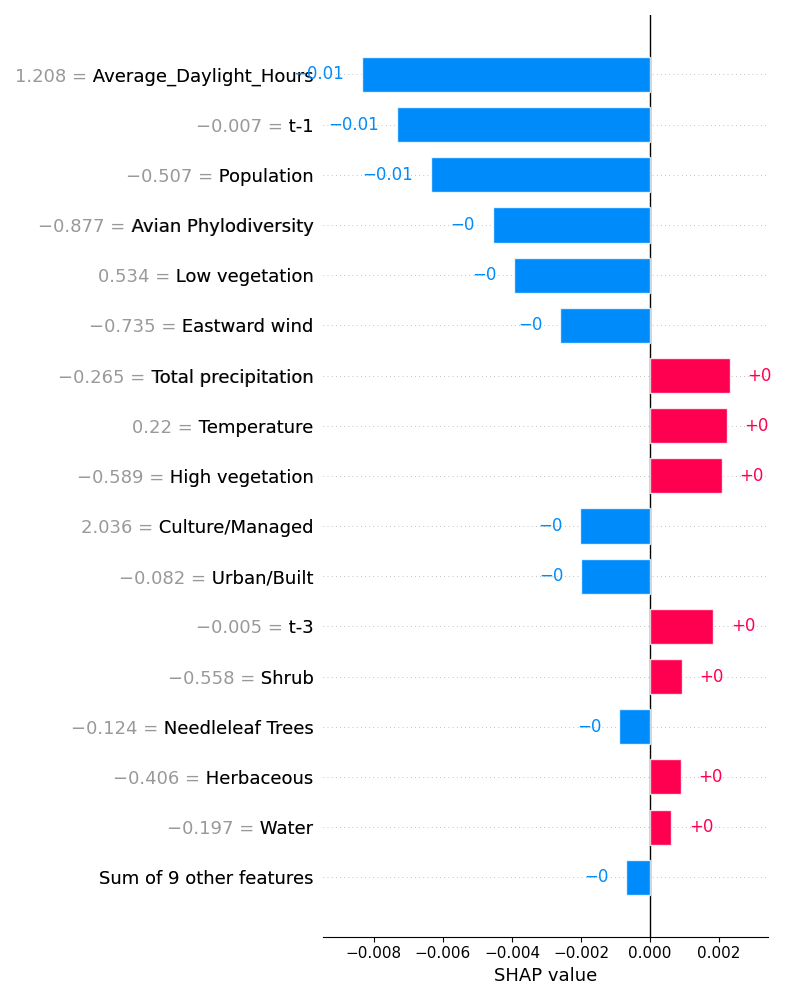 1.208 = Average_Daylight_Hours −0.01
−0.007 = t-1 −0.01
−0.507 = Population −0.01
−0.877 = Avian Phylodiversity −0
0.534 = Low vegetation −0
−0.735 = Eastward wind −0
−0.265 = Total precipitation +0
0.22 = Temperature +0
−0.589 = High vegetation +0
2.036 = Culture/Managed −0
−0.082 = Urban/Built −0
−0.005 = t-3 +0
−0.558 = Shrub +0
−0.124 = Needleleaf Trees −0
−0.406 = Herbaceous +0
−0.197 = Water +0
Sum of 9 other features −0
−0.008 −0.006 −0.004 −0.002 0.000 0.002
SHAP value